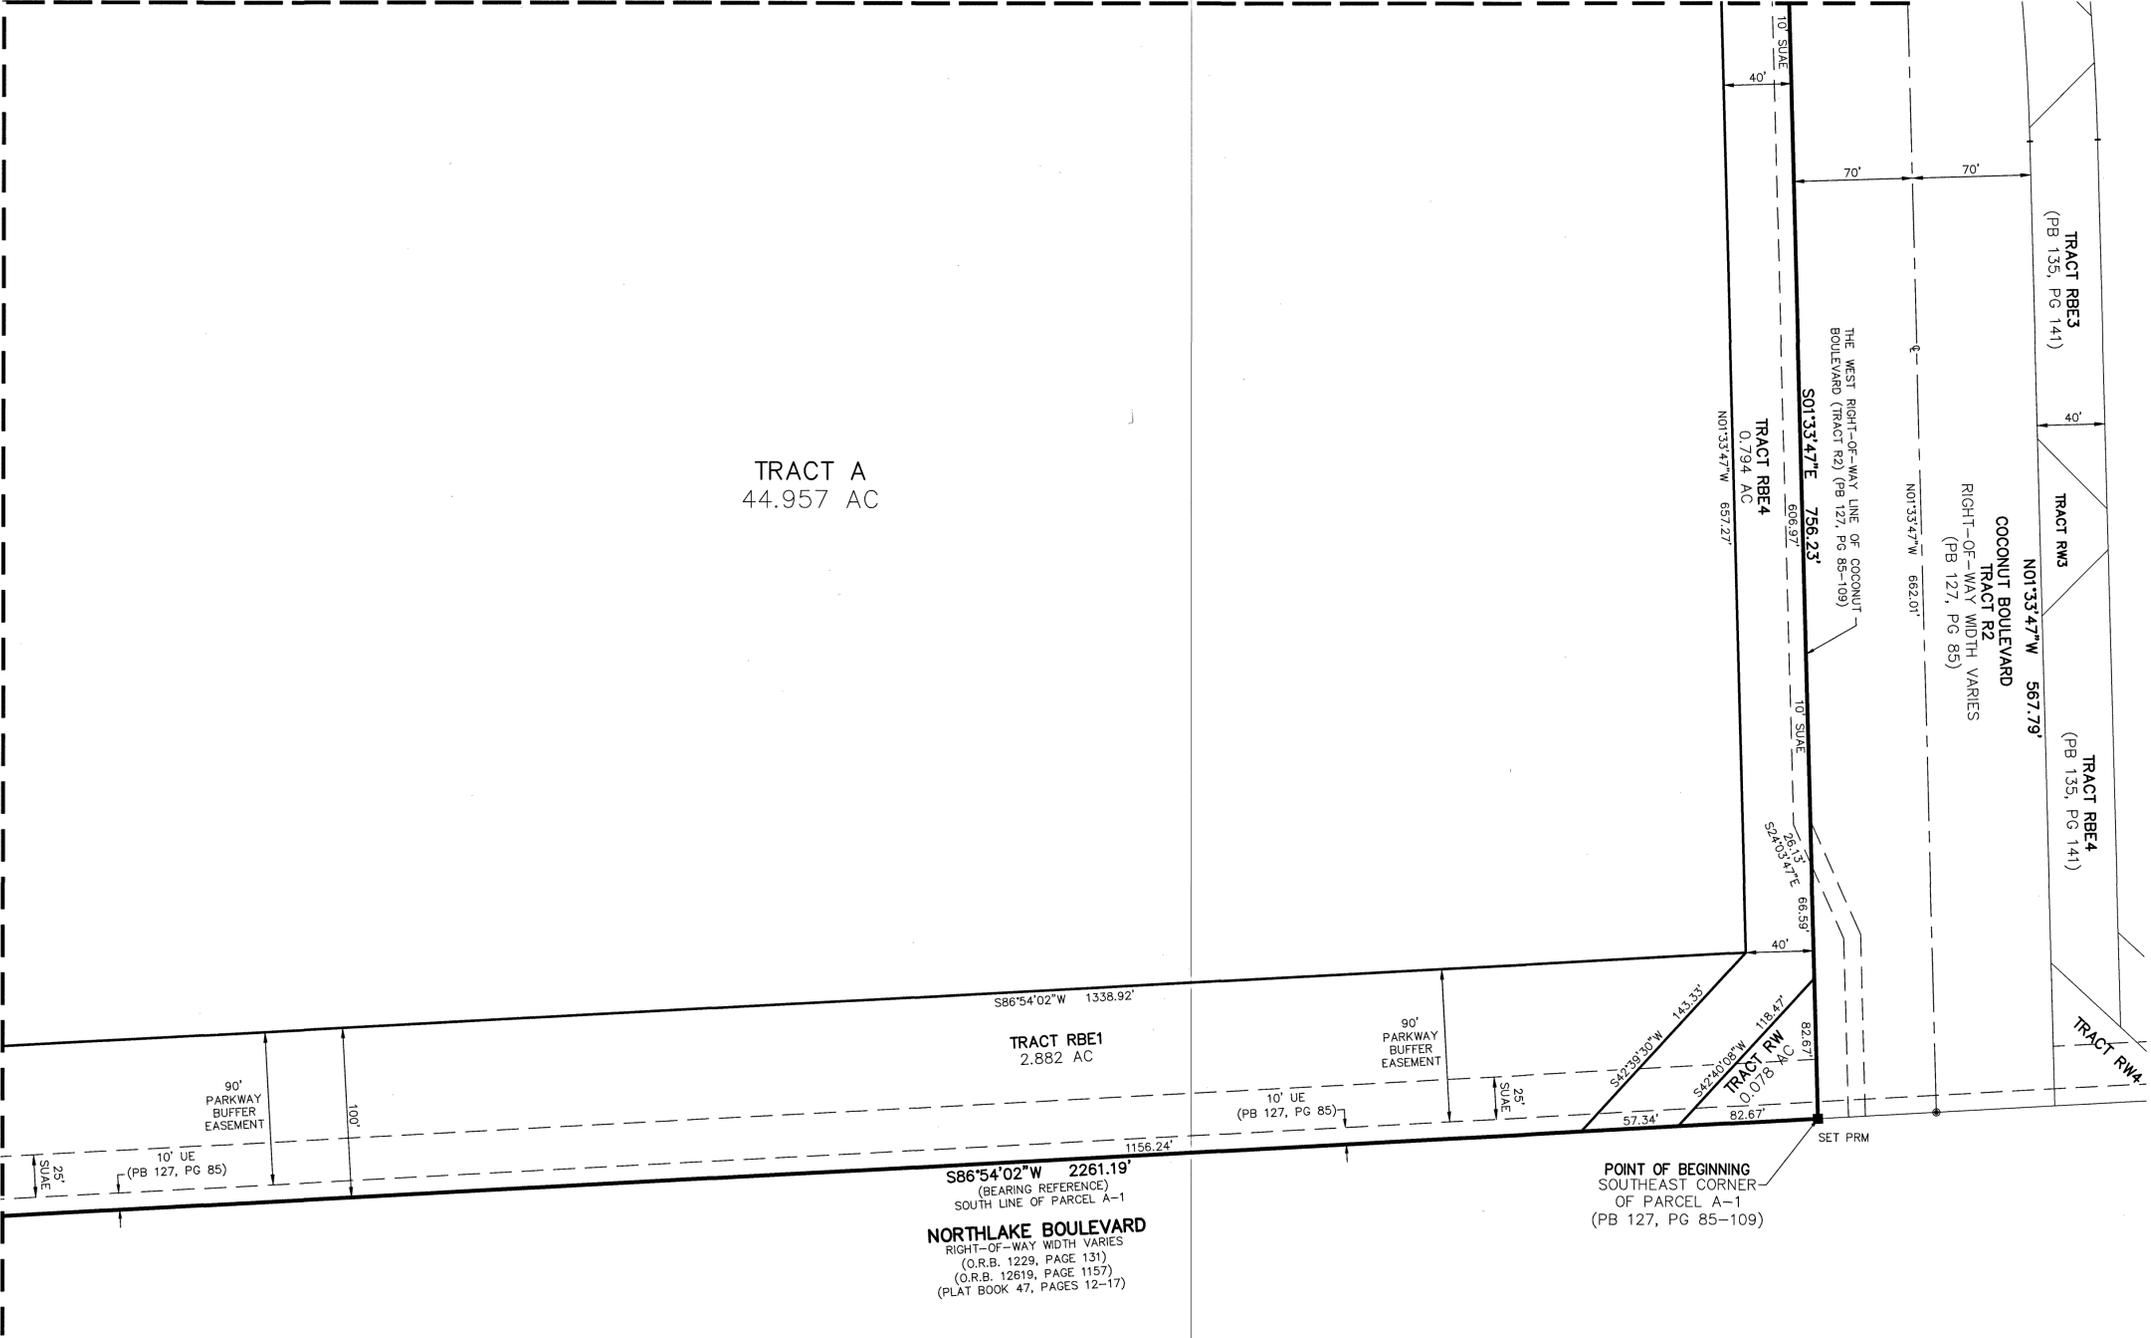 TRACT A
44.957 AC
10' SUAE
40'
N01°33'47"W 657.27'
TRACT RBE4
0.794 AC
606.97'
S01°33'47"E 756.23'
THE WEST RIGHT-OF-WAY LINE OF COCONUT
BOULEVARD (TRACT R2) (PB 127, PG 85-109)
70'
70'
℄
N01°33'47"W 662.01'
RIGHT-OF-WAY WIDTH VARIES
(PB 127, PG 85)
COCONUT BOULEVARD
TRACT R2
N01°33'47"W 567.79'
TRACT RBE3
(PB 135, PG 141)
40'
TRACT RW3
TRACT RBE4
(PB 135, PG 141)
TRACT RW4
10' SUAE
26.13'
S24°03'47"E
66.59'
40'
S42°39'30"W 143.33'
S42°40'08"W 118.47'
TRACT RW
0.078 AC
82.67'
82.67'
57.34'
SET PRM
POINT OF BEGINNING
SOUTHEAST CORNER
OF PARCEL A-1
(PB 127, PG 85-109)
S86°54'02"W 1338.92'
TRACT RBE1
2.882 AC
90'
PARKWAY
BUFFER
EASEMENT
25'
SUAE
10' UE
(PB 127, PG 85)
90'
PARKWAY
BUFFER
EASEMENT
100'
10' UE
(PB 127, PG 85)
25'
SUAE
1156.24'
S86°54'02"W 2261.19'
(BEARING REFERENCE)
SOUTH LINE OF PARCEL A-1
NORTHLAKE BOULEVARD
RIGHT-OF-WAY WIDTH VARIES
(O.R.B. 1229, PAGE 131)
(O.R.B. 12619, PAGE 1157)
(PLAT BOOK 47, PAGES 12-17)